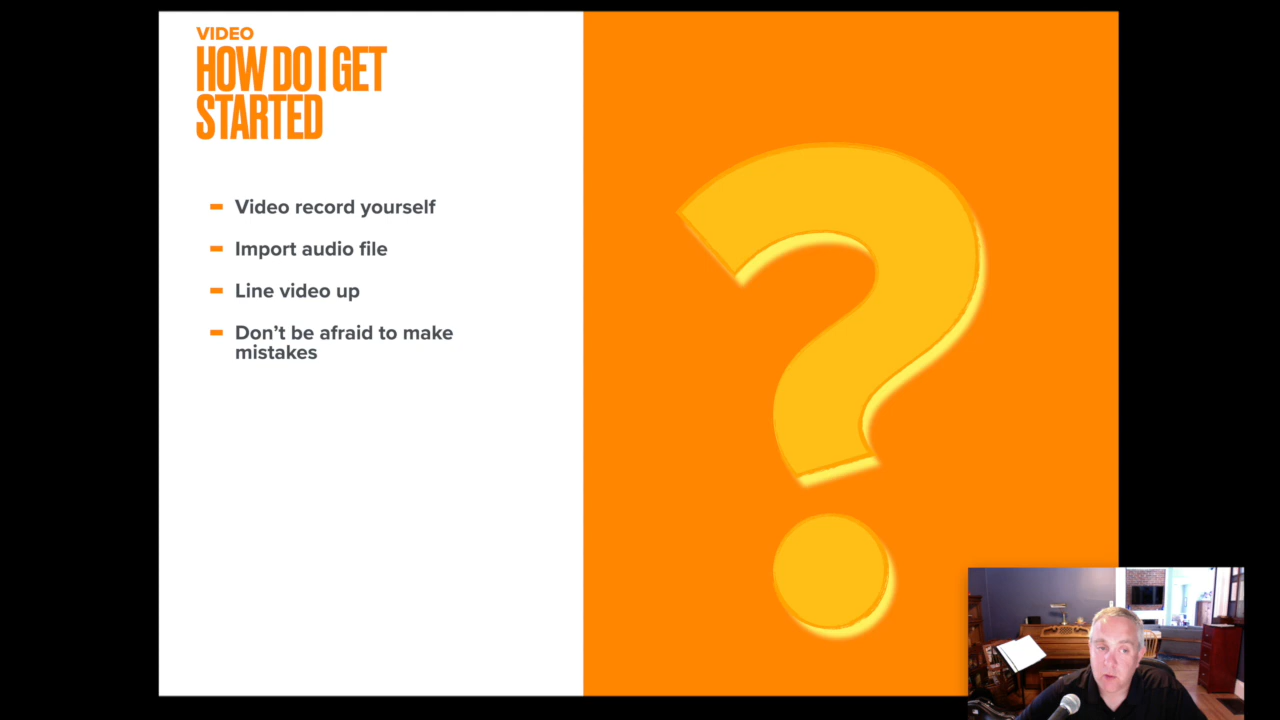 VIDEO
HOW DO I GET
STARTED
Video record yourself
Import audio file
Line video up
Don’t be afraid to make
mistakes
?